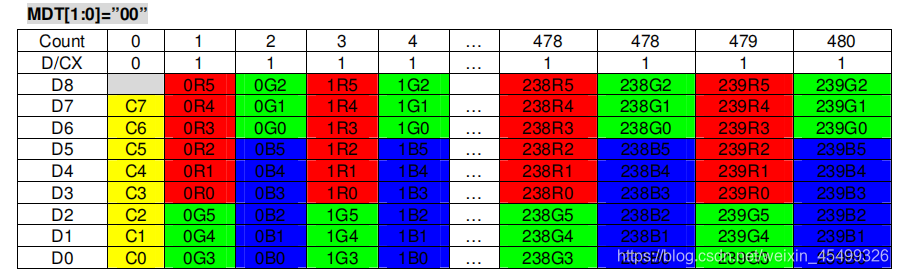 MDT[1:0]="00"
Count 0 1 2 3 4 ... 478 478 479 480
D/CX 0 1 1 1 1 ... 1 1 1 1
D8 0R5 0G2 1R5 1G2 238R5 238G2 239R5 239G2
D7 C7 0R4 0G1 1R4 1G1 ... 238R4 238G1 239R4 239G1
D6 C6 0R3 0G0 1R3 1G0 ... 238R3 238G0 239R3 239G0
D5 C5 0R2 0B5 1R2 1B5 ... 238R2 238B5 239R2 239B5
D4 C4 0R1 0B4 1R1 1B4 ... 238R1 238B4 239R1 239B4
D3 C3 0R0 0B3 1R0 1B3 ... 238R0 238B3 239R0 239B3
D2 C2 0G5 0B2 1G5 1B2 ... 238G5 238B2 239G5 239B2
D1 C1 0G4 0B1 1G4 1B1 ... 238G4 238B1 239G4 239B1
D0 C0 0G3 0B0 1G3 1B0 ... 238G3
https://blog.csdn.net/weixin_45499326